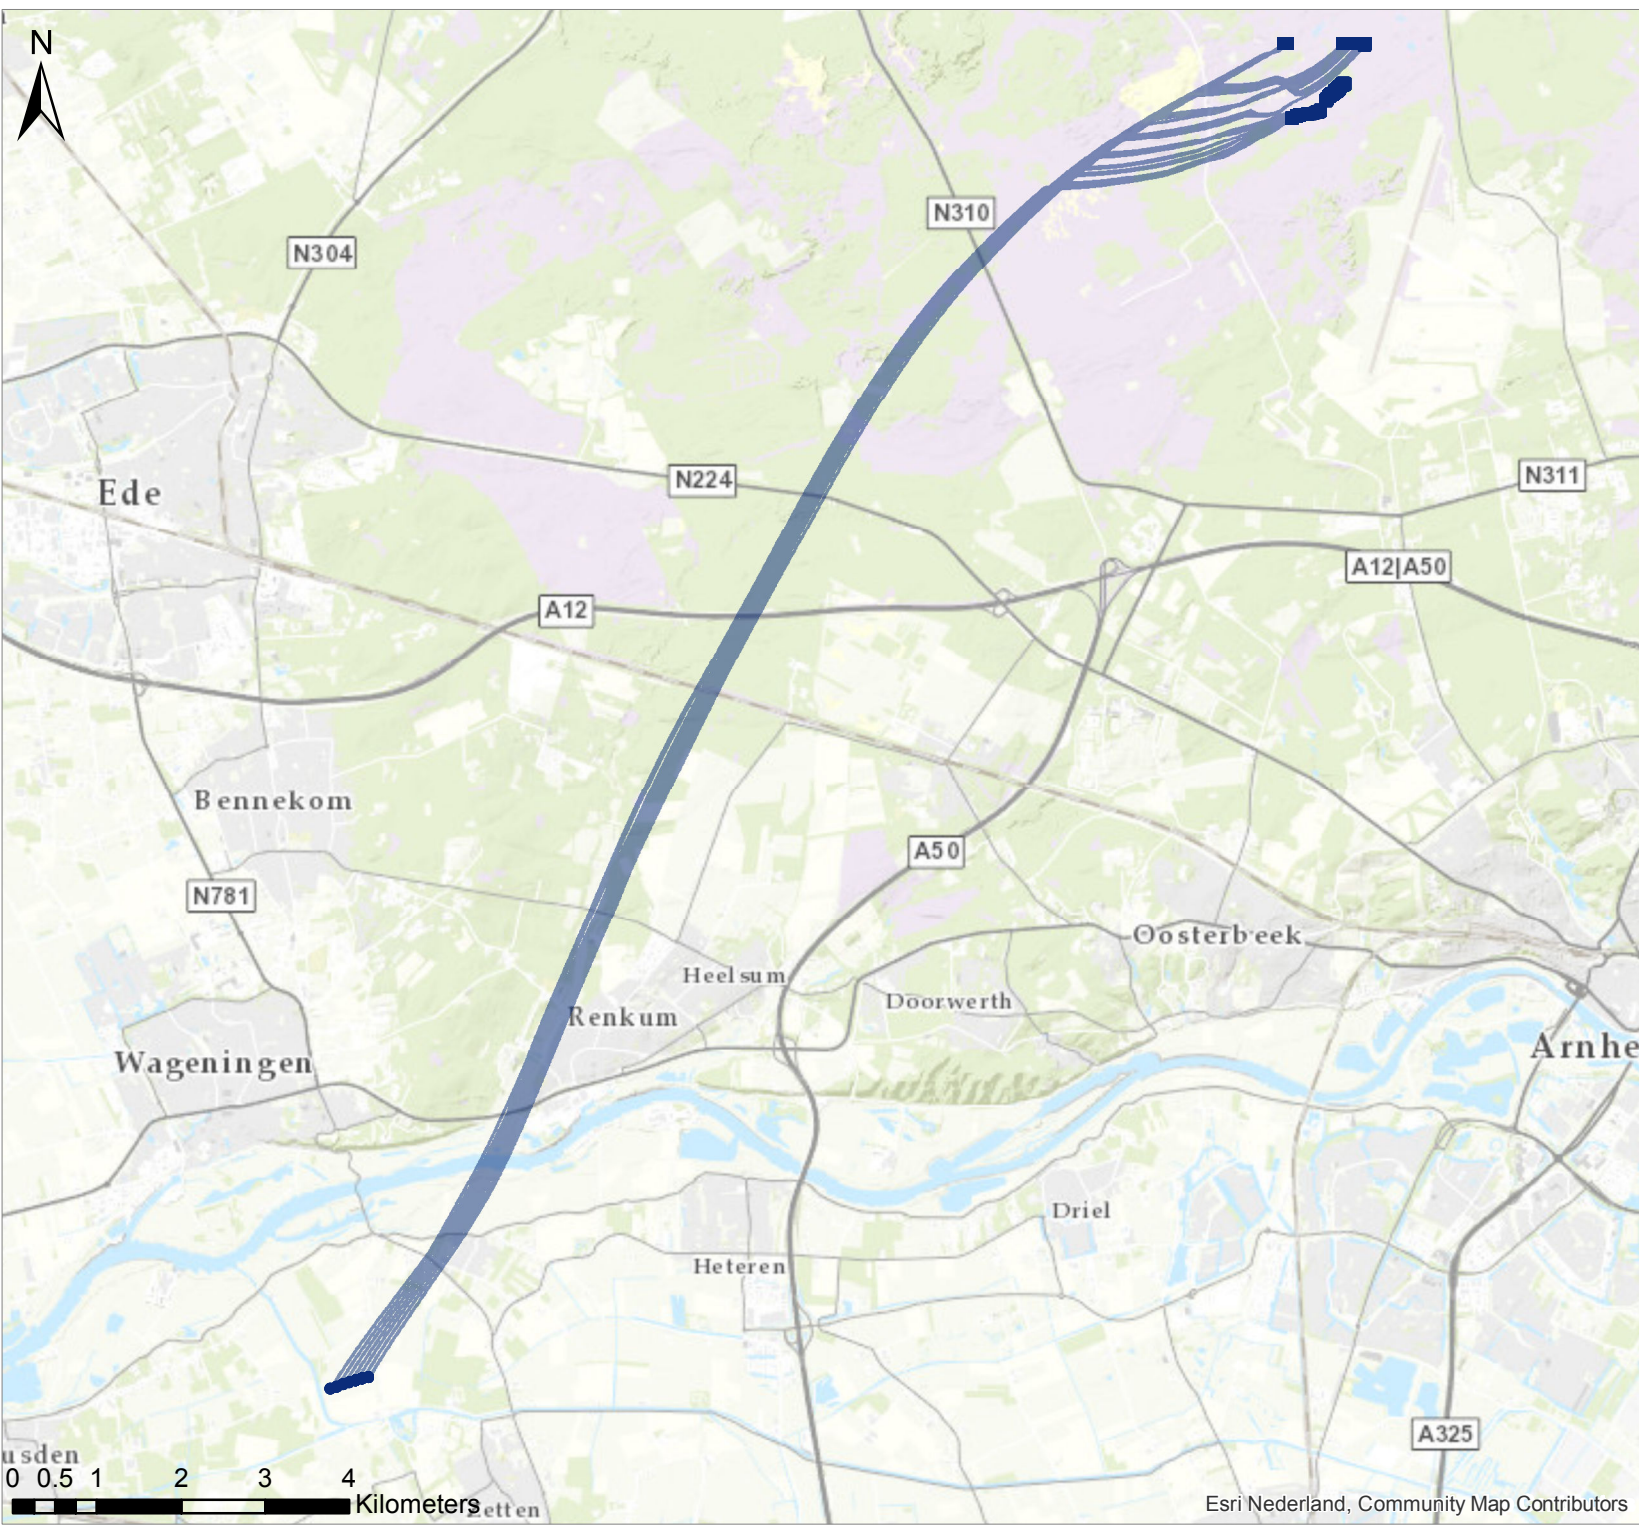 N
N310
N304
N224
N311
Ede
A12|A50
A12
Bennekom
A50
N781
Oosterbeek
Heelsum
Doorwerth
Renkum
Arnhe
Wageningen
Driel
Heteren
A325
usden
0 0.5 1 2 3 4
Kilometers
etten
Esri Nederland, Community Map Contributors